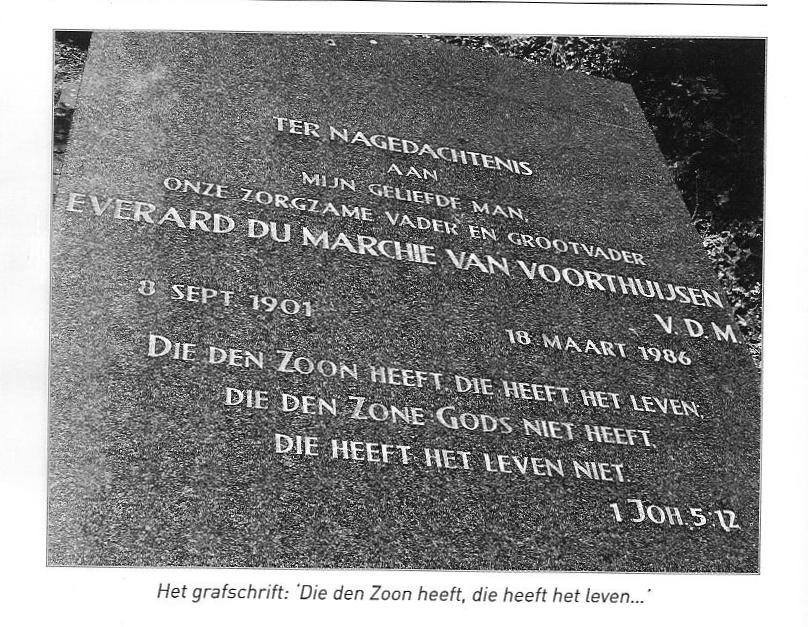 TER NAGEDACHTENIS
AAN
MIJN GELIEFDE MAN,
ONZE ZORGZAME VADER EN GROOTVADER
EVERARD DU MARCHIE VAN VOORTHUIJSEN
V. D. M.
8 SEPT. 1901
18 MAART 1986
DIE DEN ZOON HEEFT, DIE HEEFT HET LEVEN;
DIE DEN ZONE GODS NIET HEEFT,
DIE HEEFT HET LEVEN NIET.
1 JOH. 5:12
Het grafschrift: ‘Die den Zoon heeft, die heeft het leven...’